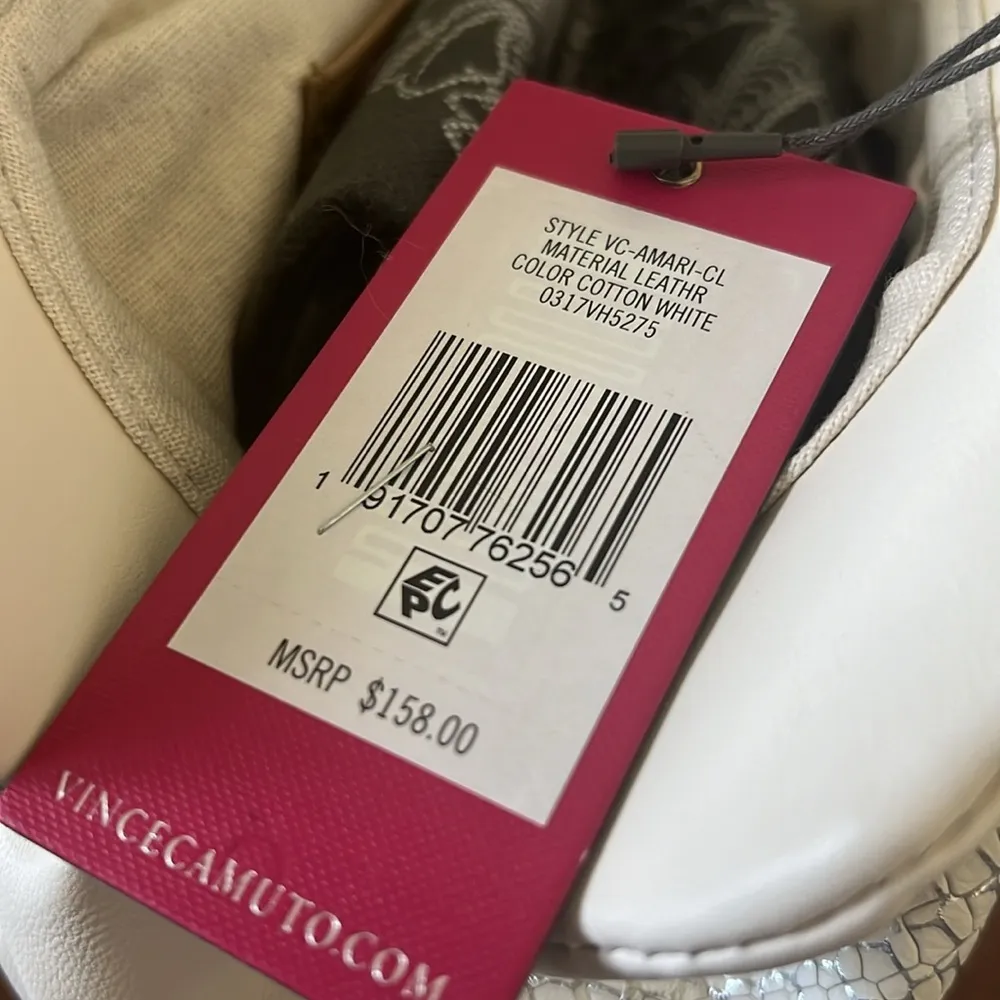 STYLE VC-AMARI-CL
MATERIAL LEATHR
COLOR COTTON WHITE
0317VH5275
1 91707 76256 5
EPC
TM
MSRP $158.00
VINCECAMUTO.COM